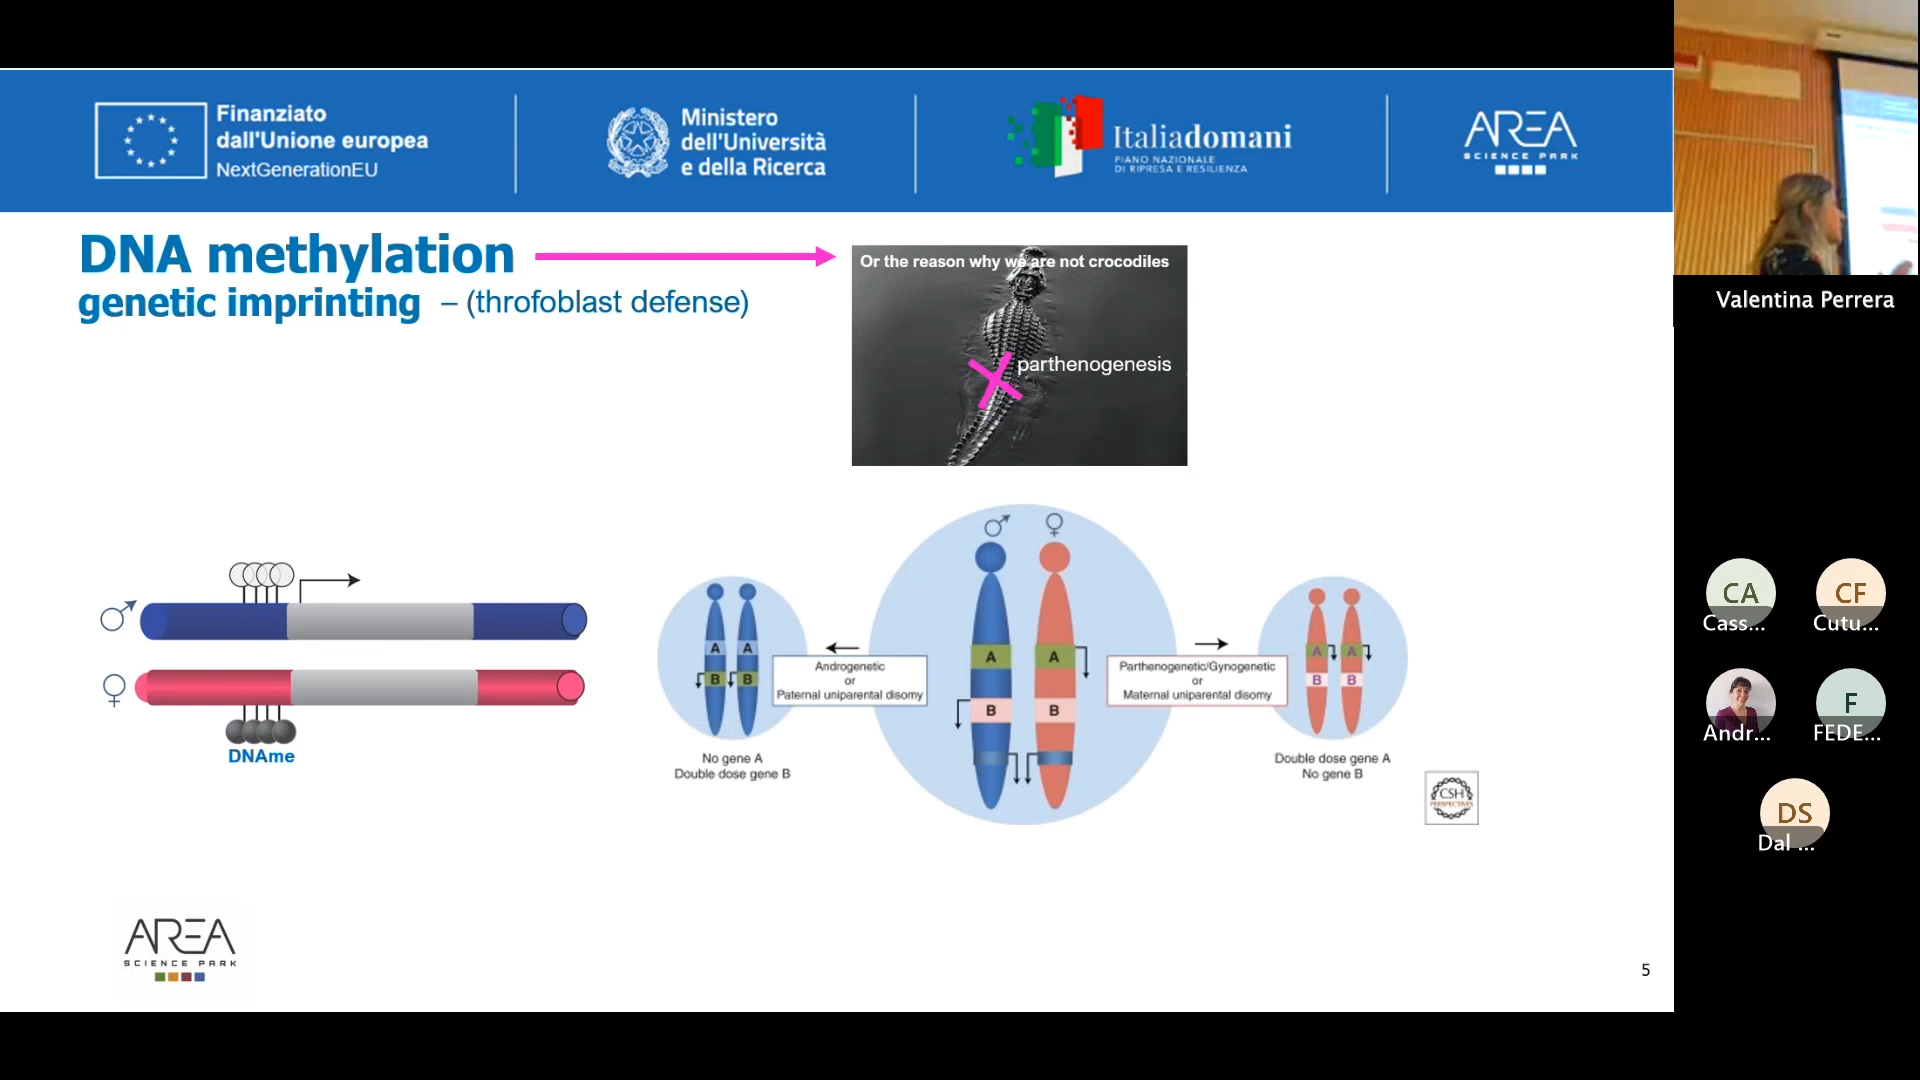 Finanziato
dall'Unione europea
NextGenerationEU
Ministero
dell'Università
e della Ricerca
Italiadomani
PIANO NAZIONALE
DI RIPRESA E RESILIENZA
AREA
SCIENCE PARK
Valentina Perrera
DNA methylation
genetic imprinting – (throfoblast defense)
Or the reason why we are not crocodiles
parthenogenesis
A A
B B
Androgenetic
or
Paternal uniparental disomy
No gene A
Double dose gene B
A A
B B
Parthenogenetic/Gynogenetic
or
Maternal uniparental disomy
A A
B B
Double dose gene A
No gene B
DNAme
CSH
PERSPECTIVES
CA
Cass...
CF
Cutu...
Andr...
F
FEDE...
DS
Dal ...
AREA
SCIENCE PARK
5